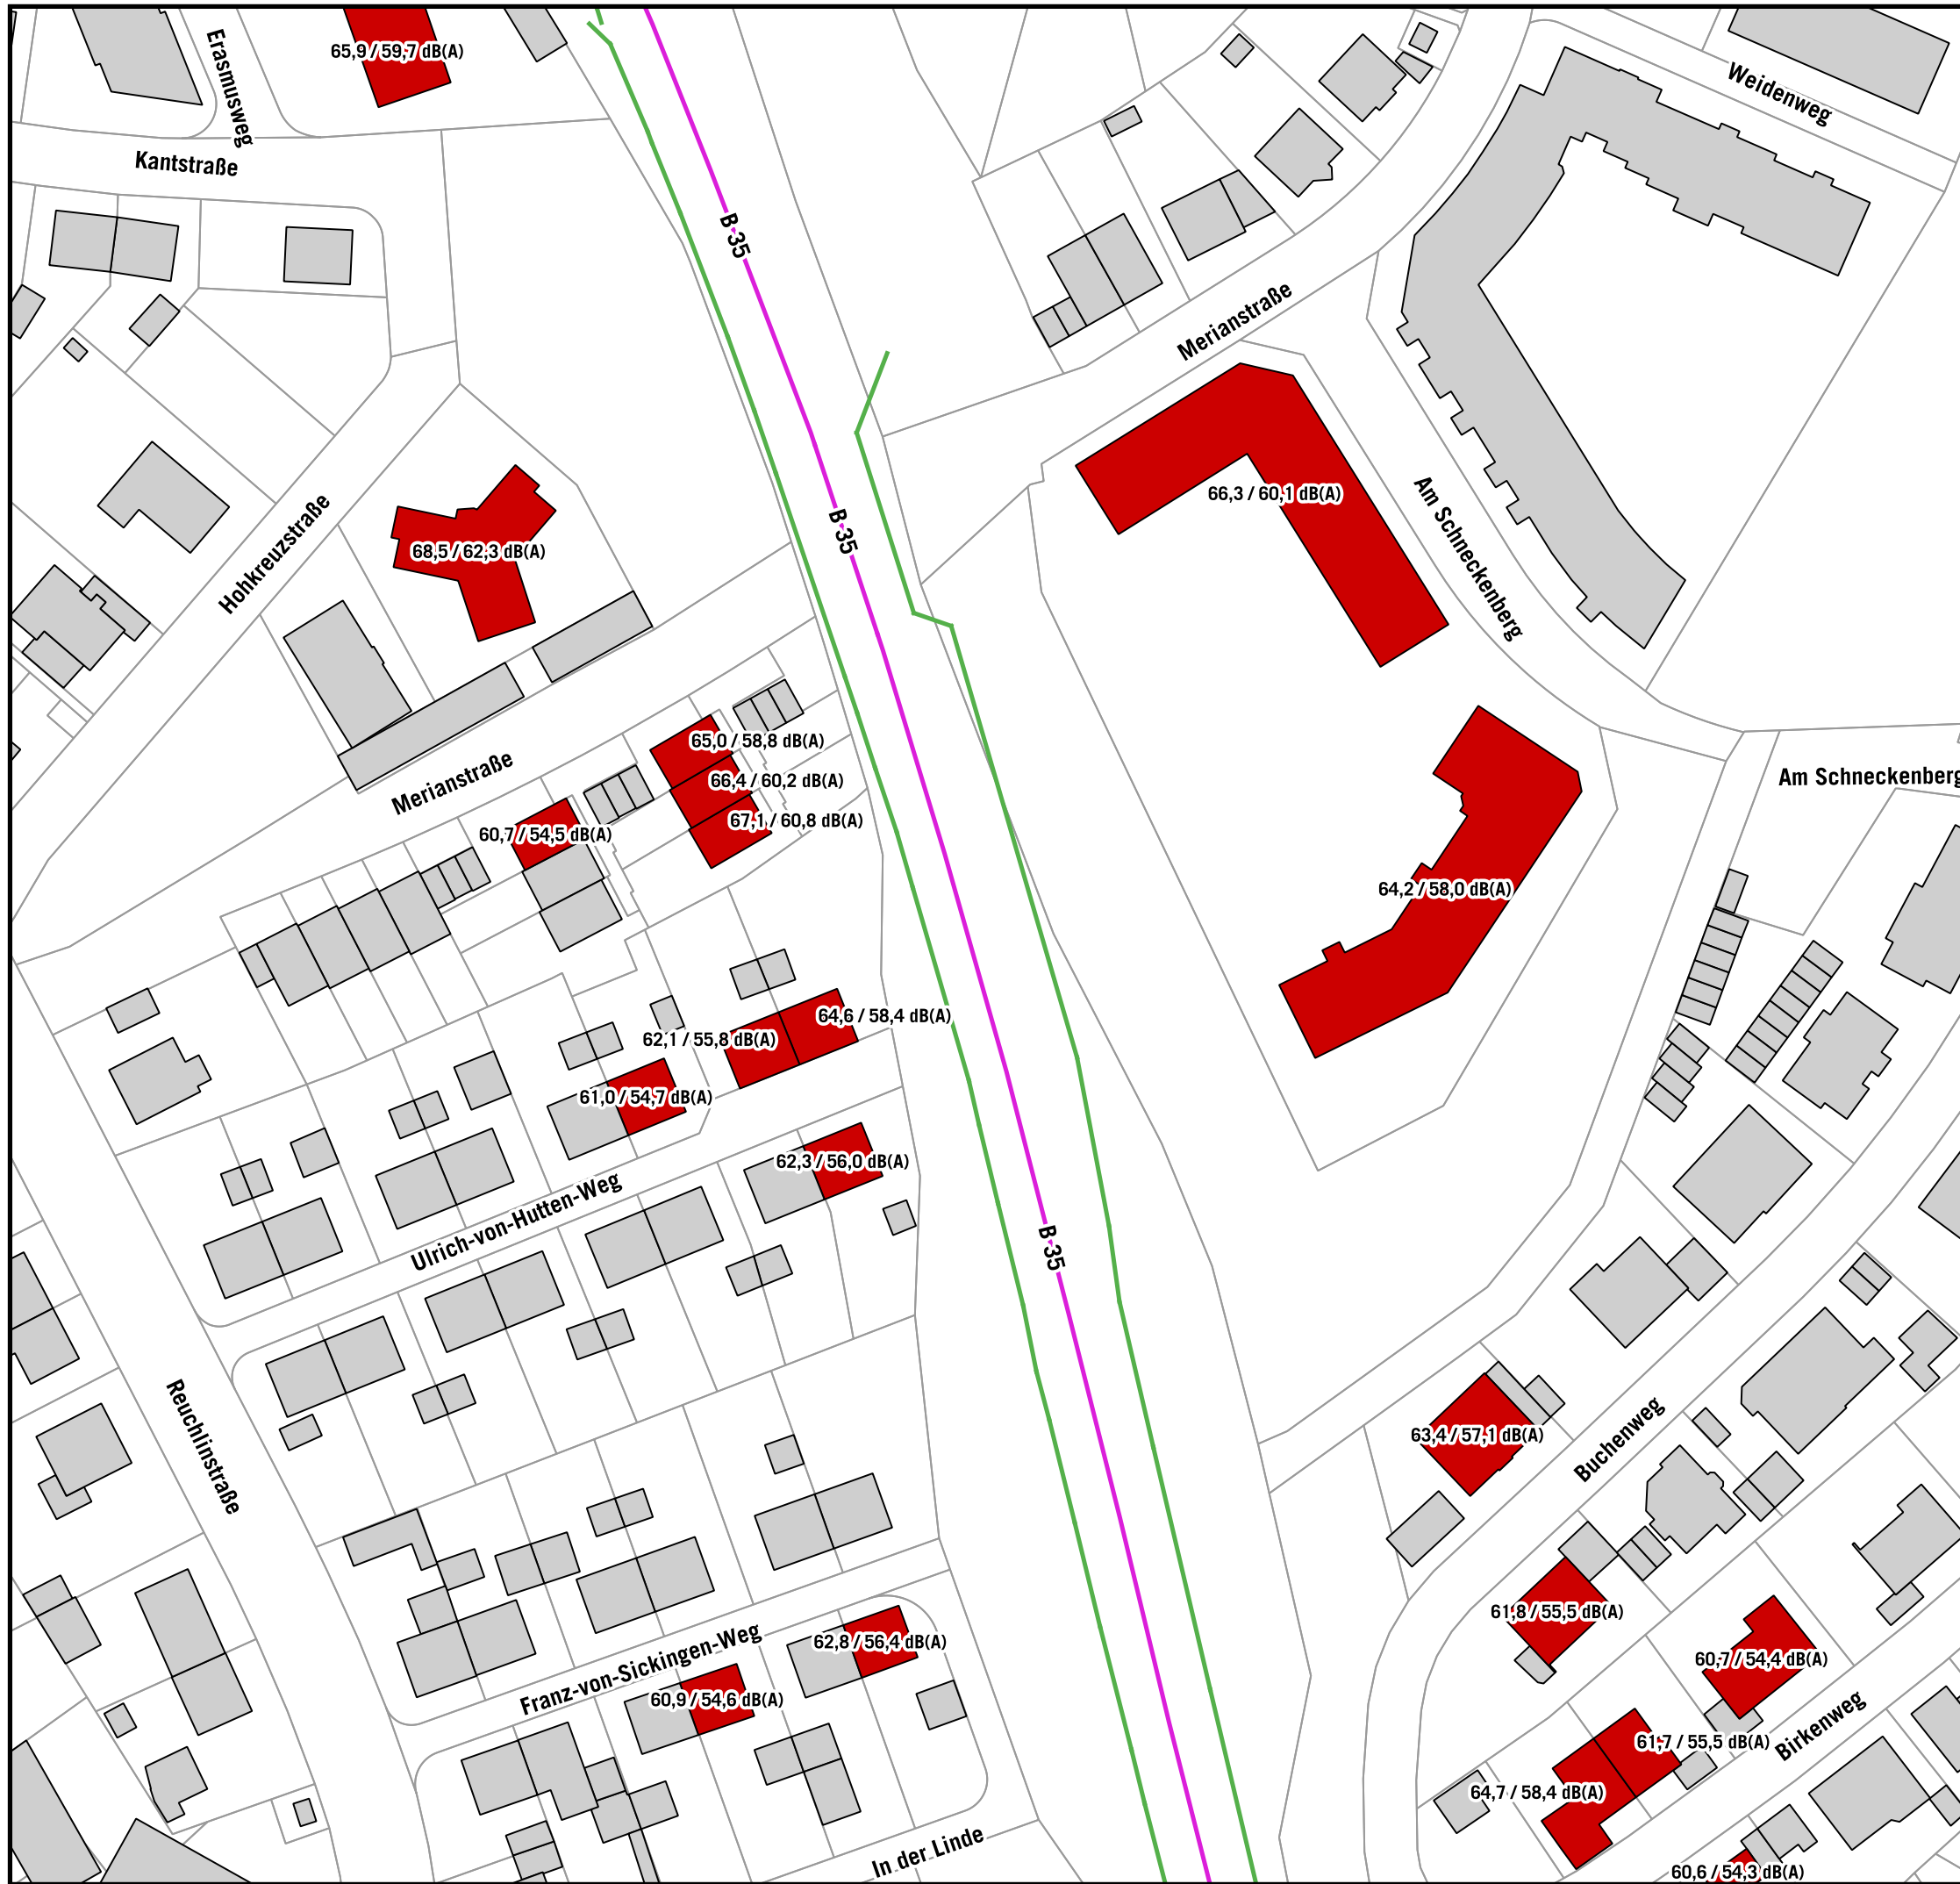 65,9 / 59,7 dB(A)
Erasmusweg
Weidenweg
Kantstraße
B 35
Merianstraße
66,3 / 60,1 dB(A)
Am Schneckenberg
B 35
Hohkreuzstraße
68,5 / 62,3 dB(A)
65,0 / 58,8 dB(A)
Merianstraße
66,4 / 60,2 dB(A)
Am Schneckenberg
67,1 / 60,8 dB(A)
60,7 / 54,5 dB(A)
64,2 / 58,0 dB(A)
64,6 / 58,4 dB(A)
62,1 / 55,8 dB(A)
61,0 / 54,7 dB(A)
62,3 / 56,0 dB(A)
Ulrich-von-Hutten-Weg
B 35
Reuchlinstraße
63,4 / 57,1 dB(A)
Buchenweg
61,8 / 55,5 dB(A)
62,8 / 56,4 dB(A)
Franz-von-Sickingen-Weg
60,7 / 54,4 dB(A)
60,9 / 54,6 dB(A)
Birkenweg
61,7 / 55,5 dB(A)
64,7 / 58,4 dB(A)
In der Linde
60,6 / 54,3 dB(A)